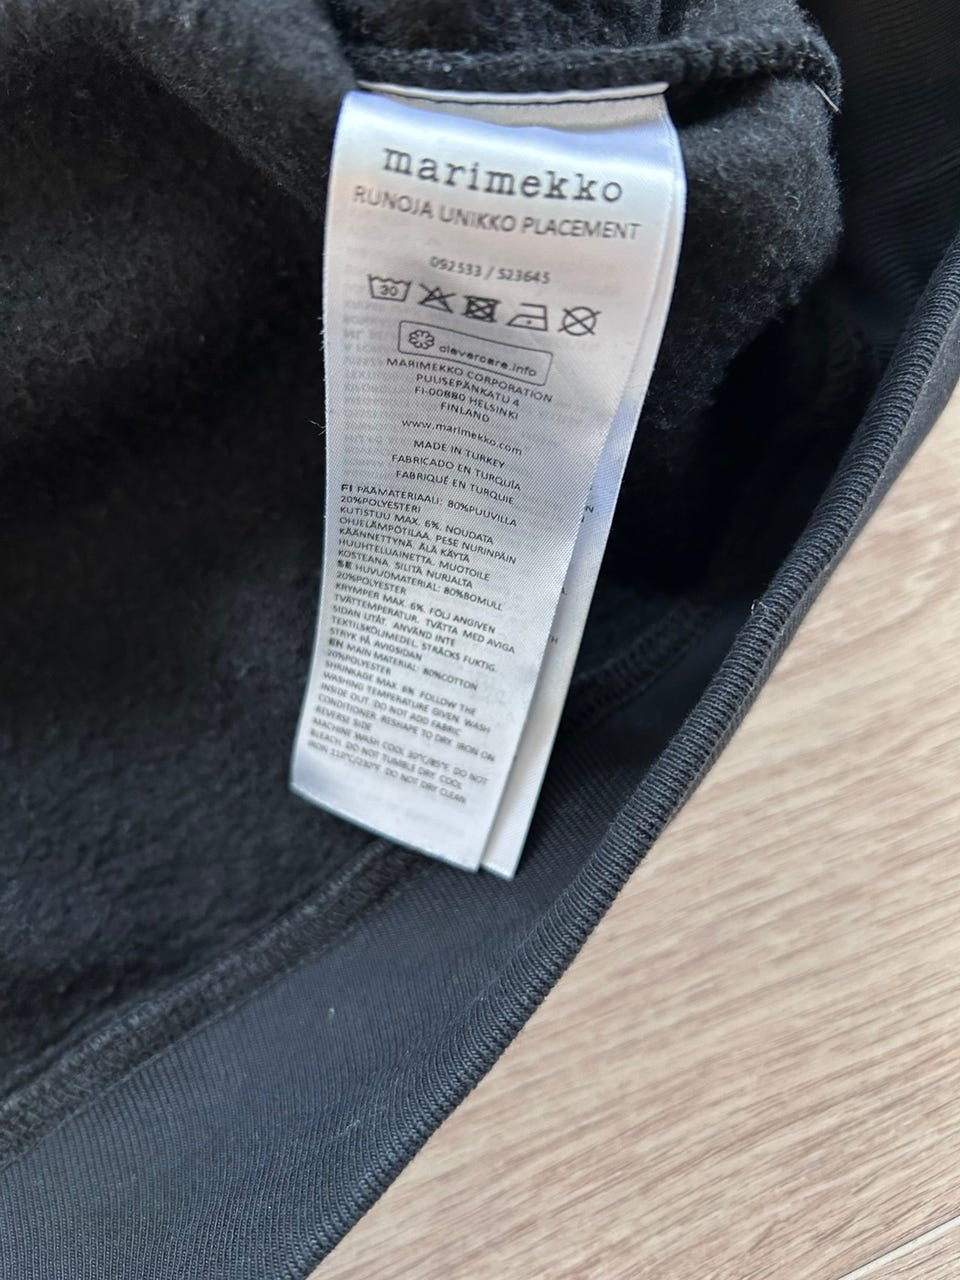 marimekko
RUNOJA UNIKKO PLACEMENT
092533 / S23645
30
clevercare.info
MARIMEKKO CORPORATION
PUUSEPÄNKATU 4
FI-00880 HELSINKI
FINLAND
www.marimekko.com
MADE IN TURKEY
FABRICADO EN TURQUÍA
FABRIQUÉ EN TURQUIE
FI PÄÄMATERIAALI: 80%PUUVILLA
20%POLYESTERI
KUTISTUU MAX. 6%. NOUDATA
OHJELÄMPÖTILAA. PESE NURINPÄIN
KÄÄNNETTYNÄ. ÄLÄ KÄYTÄ
HUUHTELUAINETTA. MUOTOILE
KOSTEANA. SILITÄ NURJALTA
SE HUVUDMATERIAL: 80%BOMULL
20%POLYESTER
KRYMPER MAX. 6%. FÖLJ ANGIVEN
TVÄTTEMPERATUR. TVÄTTA MED AVIGA
SIDAN UTÅT. ANVÄND INTE
TEXTILSKÖLJMEDEL. STRÄCKS FUKTIG.
STRYK PÅ AVIGSIDAN
EN MAIN MATERIAL: 80%COTTON
20%POLYESTER
SHRINKAGE MAX. 6%. FOLLOW THE
WASHING TEMPERATURE GIVEN. WASH
INSIDE OUT. DO NOT ADD FABRIC
CONDITIONER. RESHAPE TO DRY. IRON ON
REVERSE SIDE
MACHINE WASH COOL 30°C/85°F. DO NOT
BLEACH. DO NOT TUMBLE DRY. COOL
IRON 110°C/230°F. DO NOT DRY CLEAN